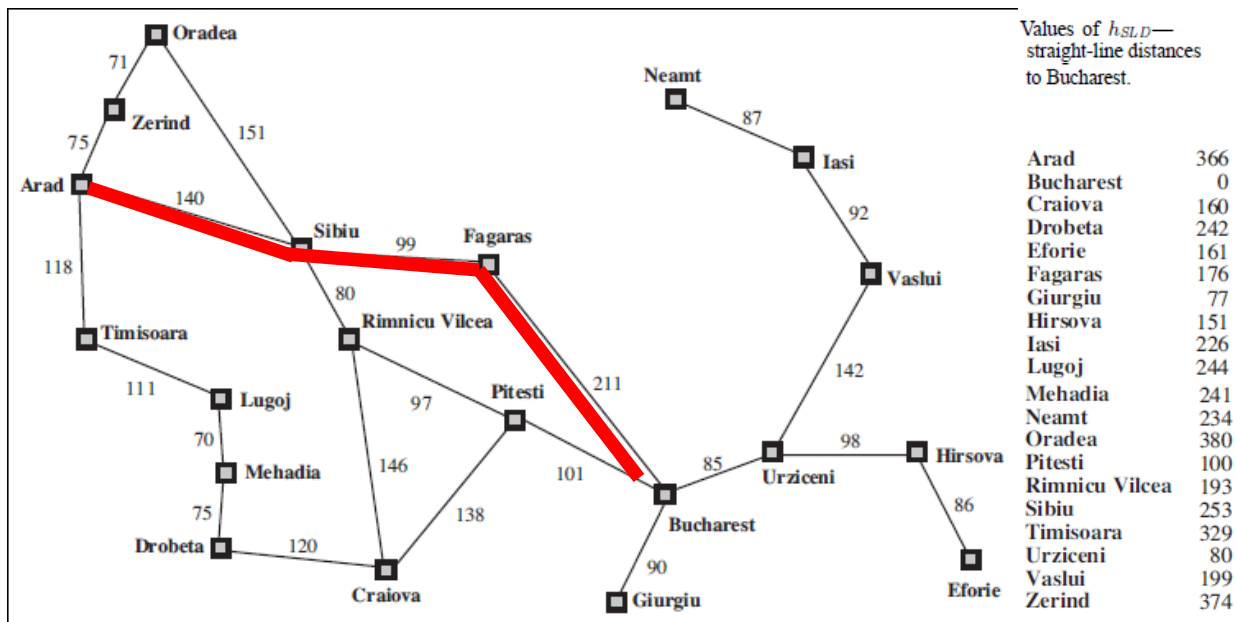 Oradea
71
Neamt
Zerind
87
151
75
Iasi
Arad
140
92
Sibiu
99
Fagaras
118
Vaslui
80
Timisoara
Rimnicu Vilcea
142
111
211
Pitesti
Lugoj
97
70
98
Hirsova
146
85
Mehadia
101
Urziceni
75
138
86
Bucharest
Drobeta
120
90
Craiova
Giurgiu
Eforie
Values of hSLD—
straight-line distances
to Bucharest.
Arad 366
Bucharest 0
Craiova 160
Drobeta 242
Eforie 161
Fagaras 176
Giurgiu 77
Hirsova 151
Iasi 226
Lugoj 244
Mehadia 241
Neamt 234
Oradea 380
Pitesti 100
Rimnicu Vilcea 193
Sibiu 253
Timisoara 329
Urziceni 80
Vaslui 199
Zerind 374